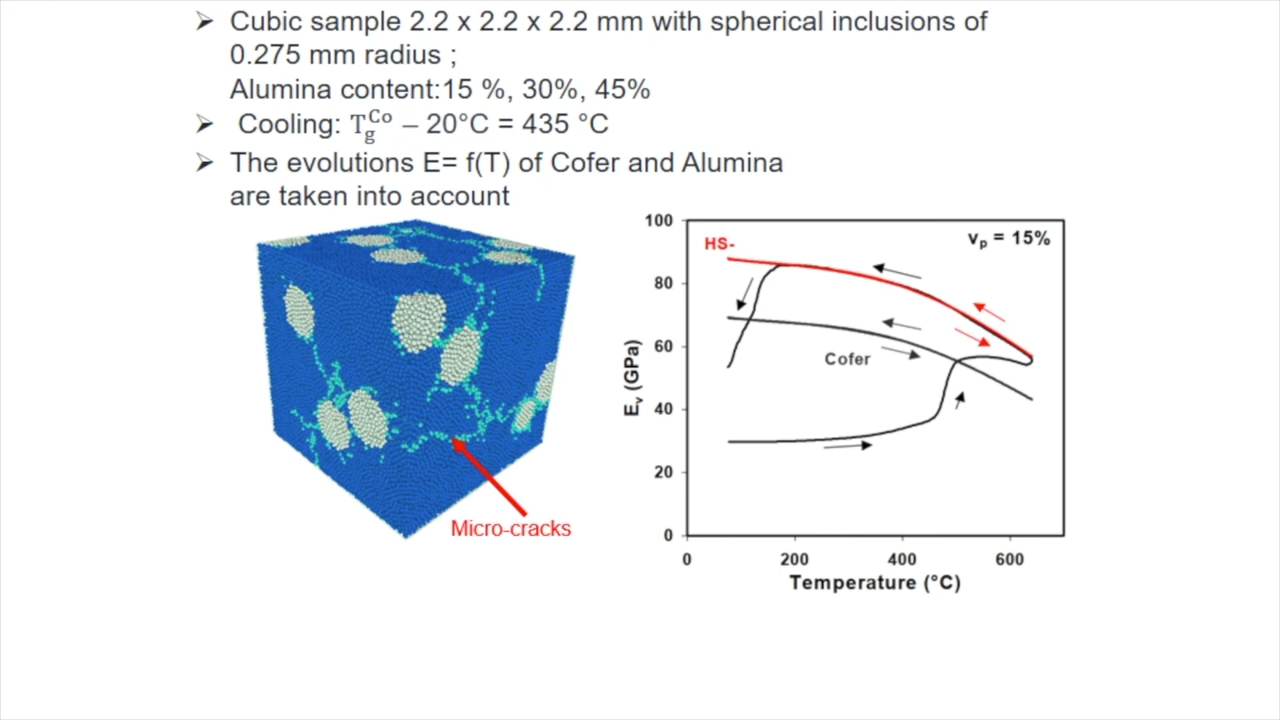 ➢ Cubic sample 2.2 x 2.2 x 2.2 mm with spherical inclusions of
0.275 mm radius ;
Alumina content:15 %, 30%, 45%
➢ Cooling: T_g^Co – 20°C = 435 °C
➢ The evolutions E= f(T) of Cofer and Alumina
are taken into account
Micro-cracks
100
80
60
40
20
0
E_v (GPa)
HS-
v_p = 15%
Cofer
0 200 400 600
Temperature (°C)